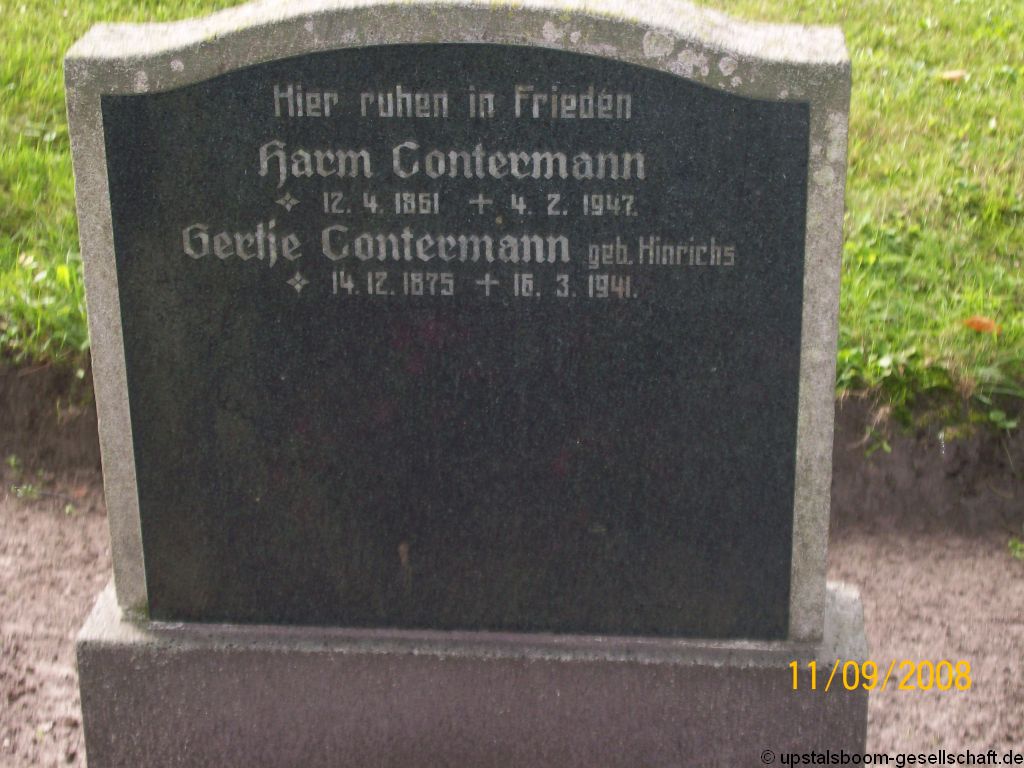 Hier ruhen in Frieden
Harm Contermann
12. 4. 1861 + 4. 2. 1947.
Gertje Contermann geb. Hinrichs
14. 12. 1875 + 16. 3. 1941.
11/09/2008
© upstalsboom-gesellschaft.de